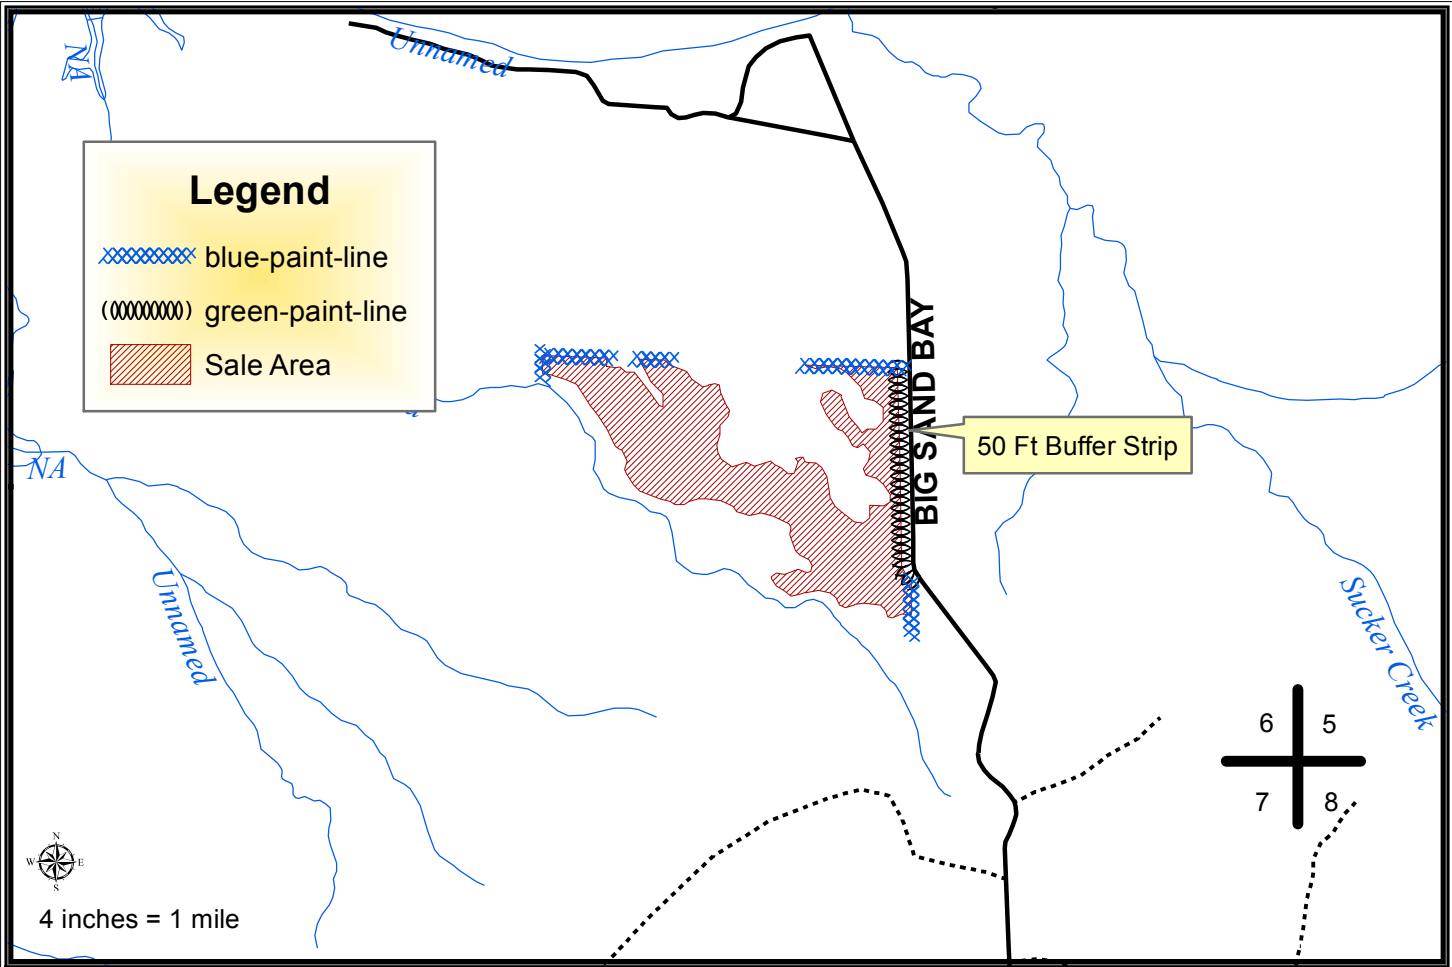 Unnamed
NA
Legend
blue-paint-line
green-paint-line
Sale Area
BIG SAND BAY
50 Ft Buffer Strip
NA
Unnamed
Sucker Creek
6 5
7 8
N
W E
S
4 inches = 1 mile